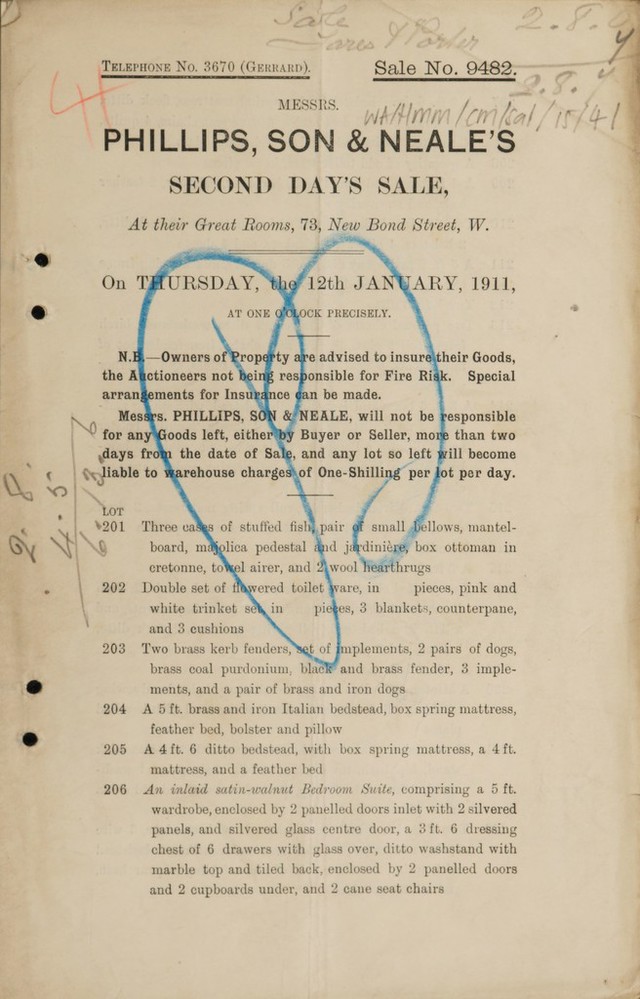 Sale 2.8.
TELEPHONE No. 3670 (GERRARD). Sale No. 9482.
MESSRS. WA/HMM/CM/Sal/15/41
PHILLIPS, SON & NEALE'S
SECOND DAY'S SALE,
At their Great Rooms, 73, New Bond Street, W.
On THURSDAY, the 12th JANUARY, 1911,
AT ONE O'CLOCK PRECISELY.
N.B.—Owners of Property are advised to insure their Goods,
the Auctioneers not being responsible for Fire Risk. Special
arrangements for Insurance can be made.
Messrs. PHILLIPS, SON & NEALE, will not be responsible
for any Goods left, either by Buyer or Seller, more than two
days from the date of Sale, and any lot so left will become
liable to warehouse charges of One-Shilling per lot per day.
LOT
201 Three cases of stuffed fish, pair of small bellows, mantel-
board, majolica pedestal and jardinière, box ottoman in
cretonne, towel airer, and 2 wool hearthrugs
202 Double set of flowered toilet ware, in pieces, pink and
white trinket set, in pieces, 3 blankets, counterpane,
and 3 cushions
203 Two brass kerb fenders, set of implements, 2 pairs of dogs,
brass coal purdonium, black and brass fender, 3 imple-
ments, and a pair of brass and iron dogs
204 A 5 ft. brass and iron Italian bedstead, box spring mattress,
feather bed, bolster and pillow
205 A 4 ft. 6 ditto bedstead, with box spring mattress, a 4 ft.
mattress, and a feather bed
206 An inlaid satin-walnut Bedroom Suite, comprising a 5 ft.
wardrobe, enclosed by 2 panelled doors inlet with 2 silvered
panels, and silvered glass centre door, a 3 ft. 6 dressing
chest of 6 drawers with glass over, ditto washstand with
marble top and tiled back, enclosed by 2 panelled doors
and 2 cupboards under, and 2 cane seat chairs